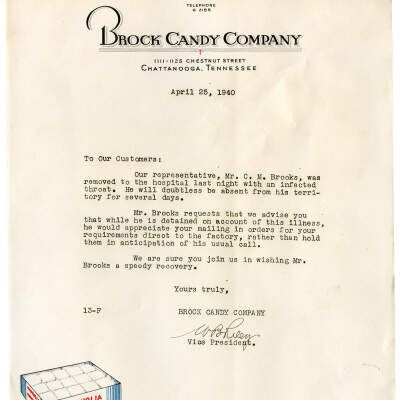 TELEPHONE
6 2186
BROCK CANDY COMPANY
1111-1125 CHESTNUT STREET
CHATTANOOGA, TENNESSEE
April 25, 1940
To Our Customers:
Our representative, Mr. C. M. Brooks, was
removed to the hospital last night with an infected
throat. He will doubtless be absent from his terri-
tory for several days.
Mr. Brooks requests that we advise you
that while he is detained on account of this illness,
he would appreciate your mailing in orders for your
requirements direct to the factory, rather than hold
them in anticipation of his usual call.
We are sure you join us in wishing Mr.
Brooks a speedy recovery.
Yours truly,
13-F
BROCK CANDY COMPANY
Vice President.